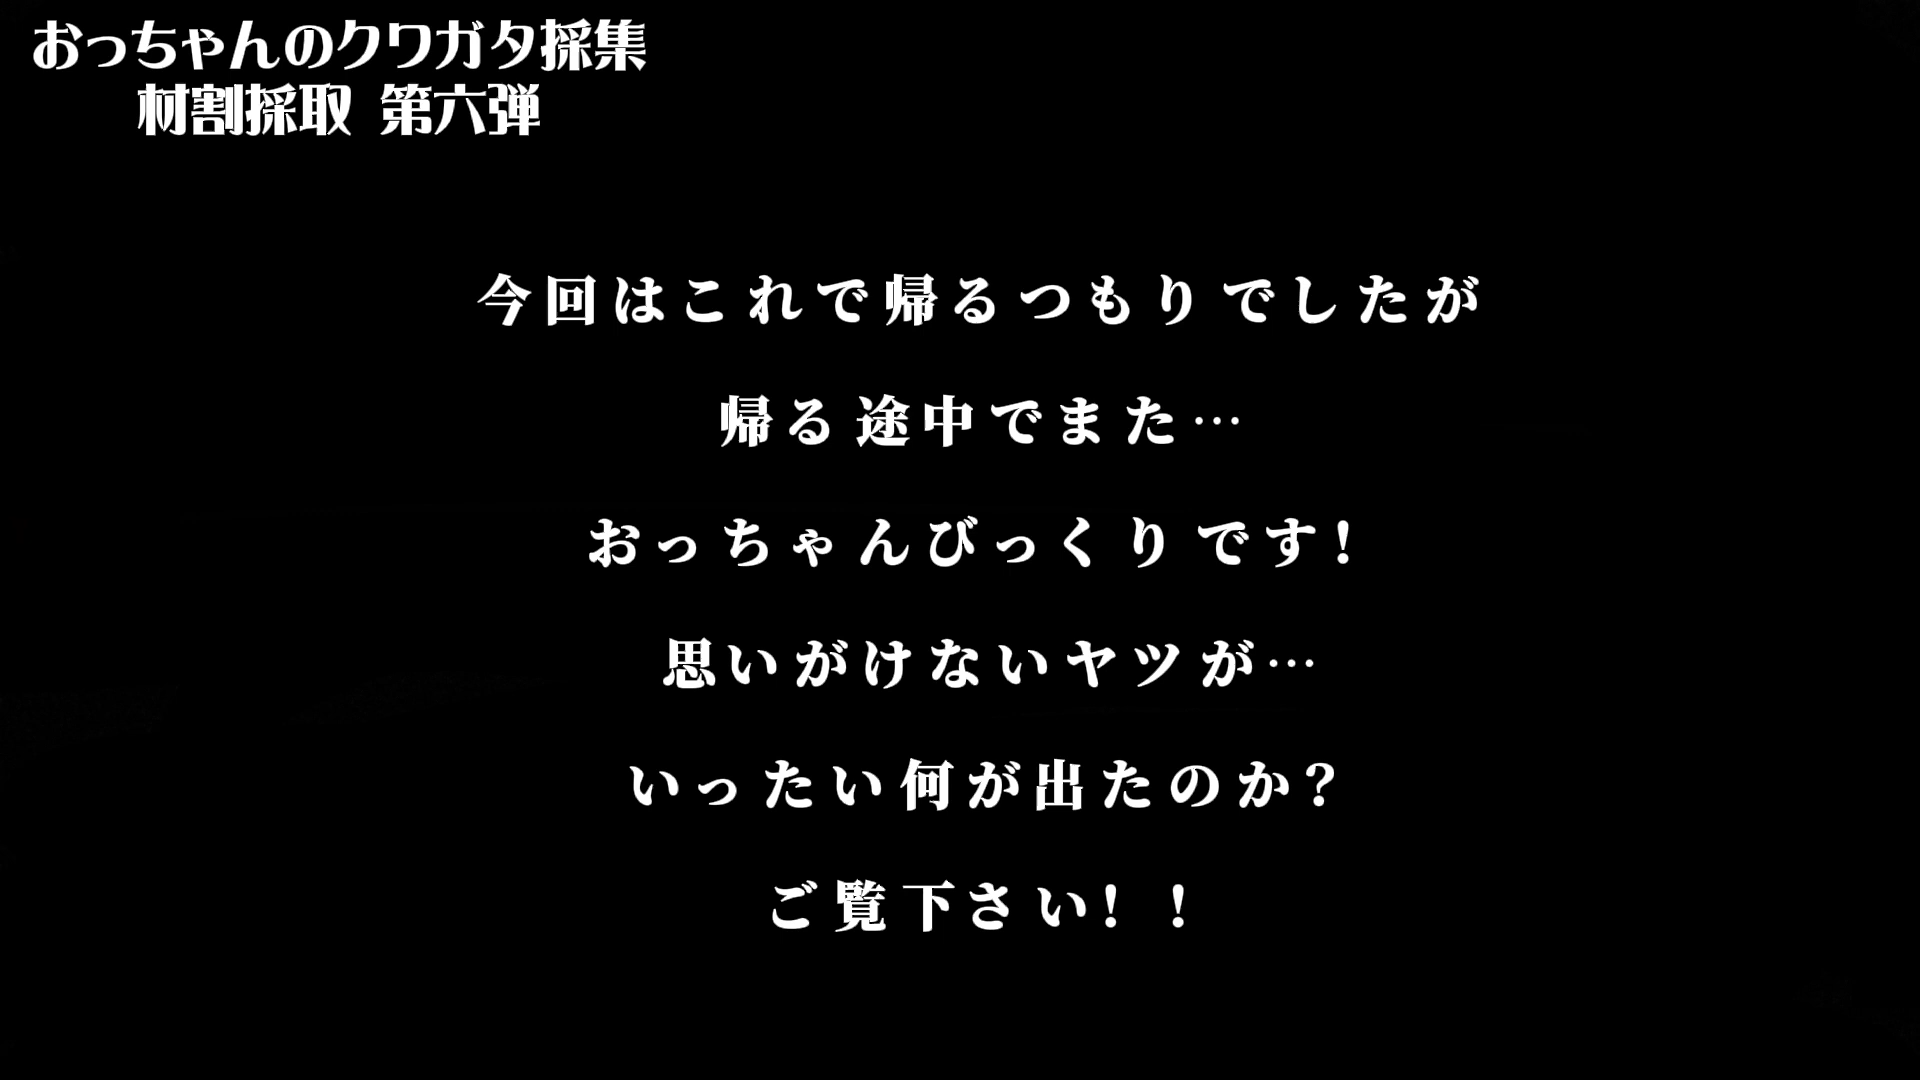 おっちゃんのクワガタ採集
材割採取 第六弾
今回はこれで帰るつもりでしたが
帰る途中でまた…
おっちゃんびっくりです!
思いがけないヤツが…
いったい何が出たのか?
ご覧下さい!!